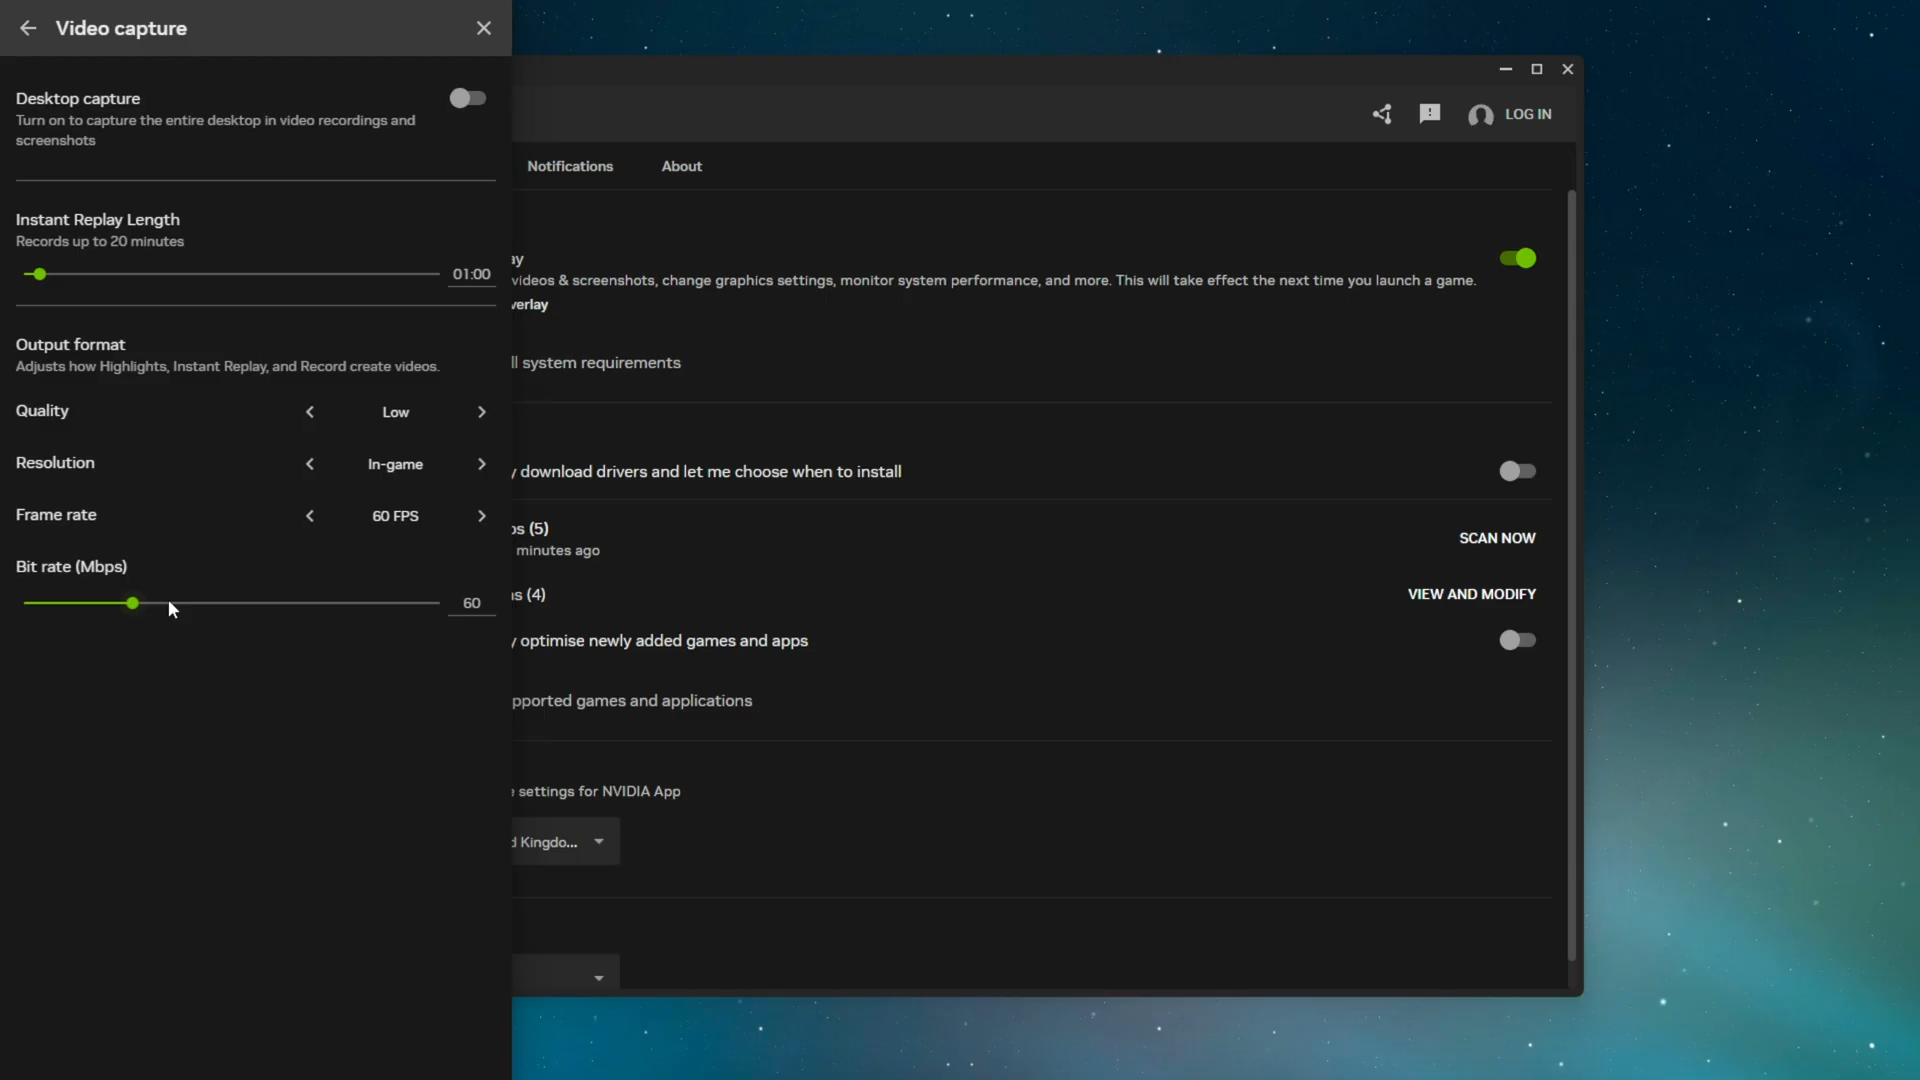 Video capture
Desktop capture
Turn on to capture the entire desktop in video recordings and
screenshots
Instant Replay Length
Records up to 20 minutes
01:00
Output format
Adjusts how Highlights, Instant Replay, and Record create videos.
Quality
Low
Resolution
In-game
Frame rate
60 FPS
Bit rate (Mbps)
60
LOG IN
Notifications
About
ay
videos & screenshots, change graphics settings, monitor system performance, and more. This will take effect the next time you launch a game.
verlay
ll system requirements
y download drivers and let me choose when to install
ps (5)
minutes ago
SCAN NOW
ns (4)
VIEW AND MODIFY
y optimise newly added games and apps
pported games and applications
e settings for NVIDIA App
d Kingdo...